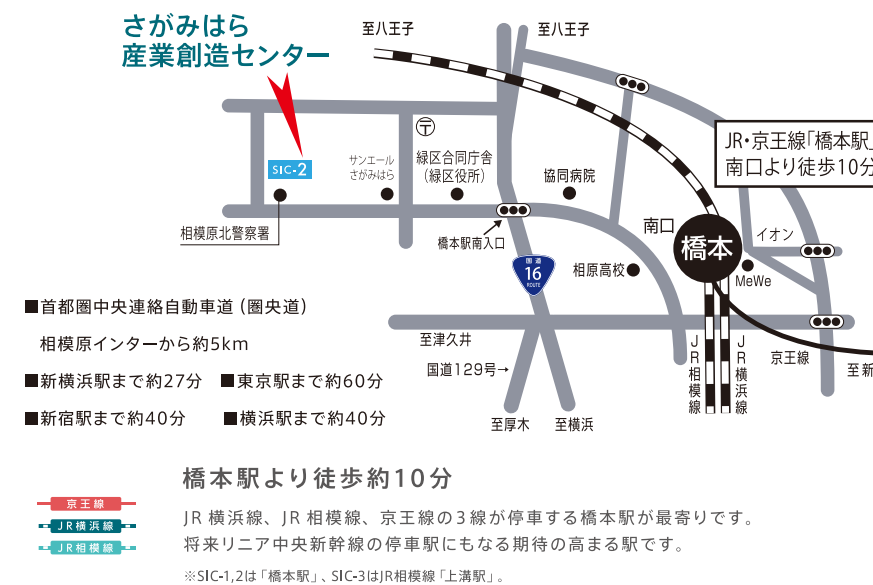 さがみはら
産業創造センター
至八王子
至八王子
JR・京王線「橋本駅」
南口より徒歩10分
〒
SIC-2
サンエール
さがみはら
緑区合同庁舎
(緑区役所)
協同病院
相模原北警察署
橋本駅南入口
南口
橋本
イオン
国道
16
ROUTE
相原高校
MeWe
■首都圏中央連絡自動車道(圏央道)
相模原インターから約5km
至津久井
国道129号→
JR相模線
JR横浜線
京王線
至新
■新横浜駅まで約27分 ■東京駅まで約60分
■新宿駅まで約40分 ■横浜駅まで約40分
至厚木
至横浜
橋本駅より徒歩約10分
京王線
JR横浜線
JR相模線
JR 横浜線、JR 相模線、京王線の3線が停車する橋本駅が最寄りです。
将来リニア中央新幹線の停車駅にもなる期待の高まる駅です。
※SIC-1,2は「橋本駅」、SIC-3はJR相模線「上溝駅」。